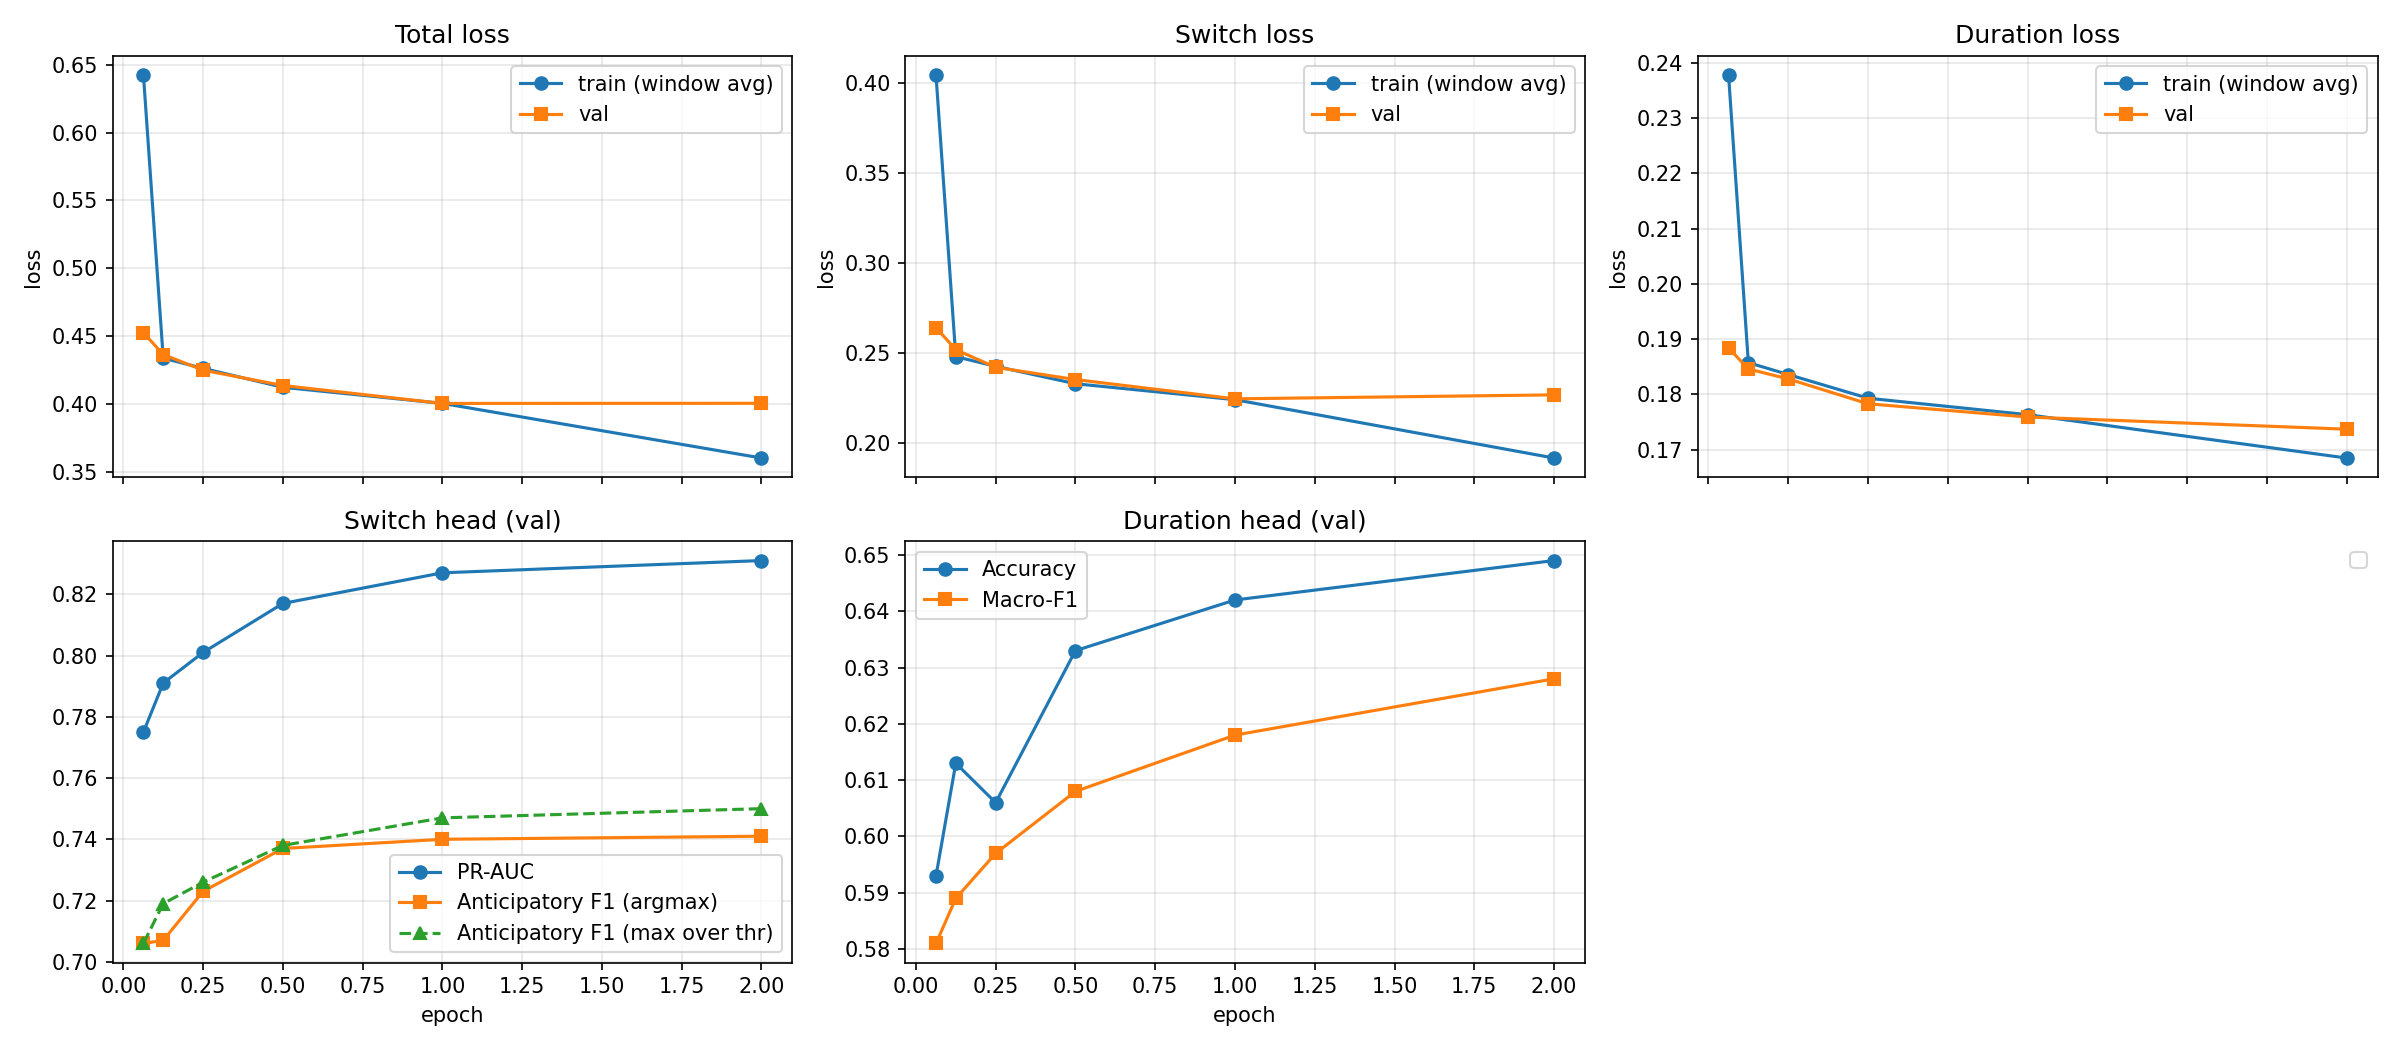 Total loss
0.65
0.60
0.55
0.50
0.45
0.40
0.35
loss
train (window avg)
val
Switch loss
0.40
0.35
0.30
0.25
0.20
loss
train (window avg)
val
Duration loss
0.24
0.23
0.22
0.21
0.20
0.19
0.18
0.17
loss
train (window avg)
val
Switch head (val)
0.82
0.80
0.78
0.76
0.74
0.72
0.70
PR-AUC
Anticipatory F1 (argmax)
Anticipatory F1 (max over thr)
0.00 0.25 0.50 0.75 1.00 1.25 1.50 1.75 2.00
epoch
Duration head (val)
0.65
0.64
0.63
0.62
0.61
0.60
0.59
0.58
Accuracy
Macro-F1
0.00 0.25 0.50 0.75 1.00 1.25 1.50 1.75 2.00
epoch